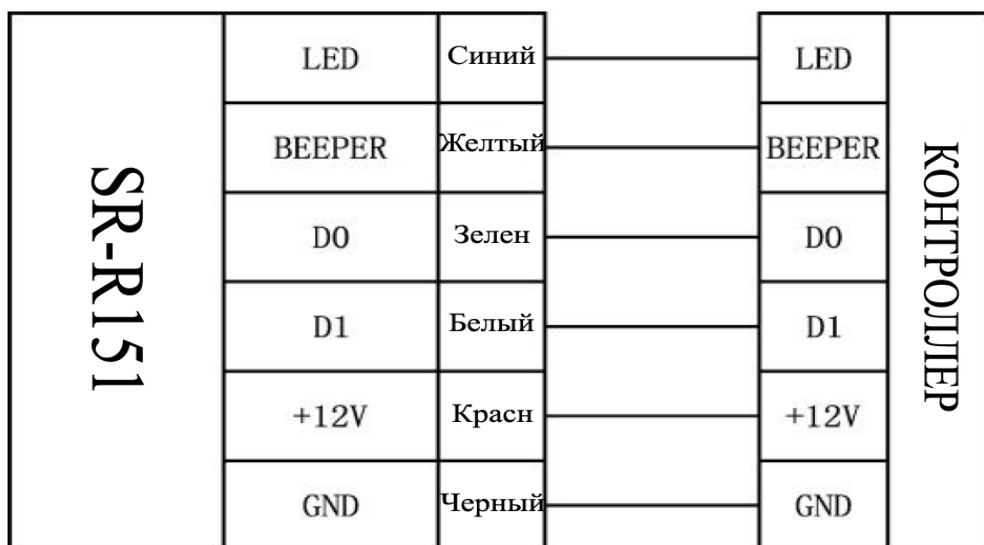 SR-R151
LED Синий LED
BEEPER Желтый BEEPER
D0 Зелен D0
D1 Белый D1
+12V Красн +12V
GND Черный GND
КОНТРОЛЛЕР